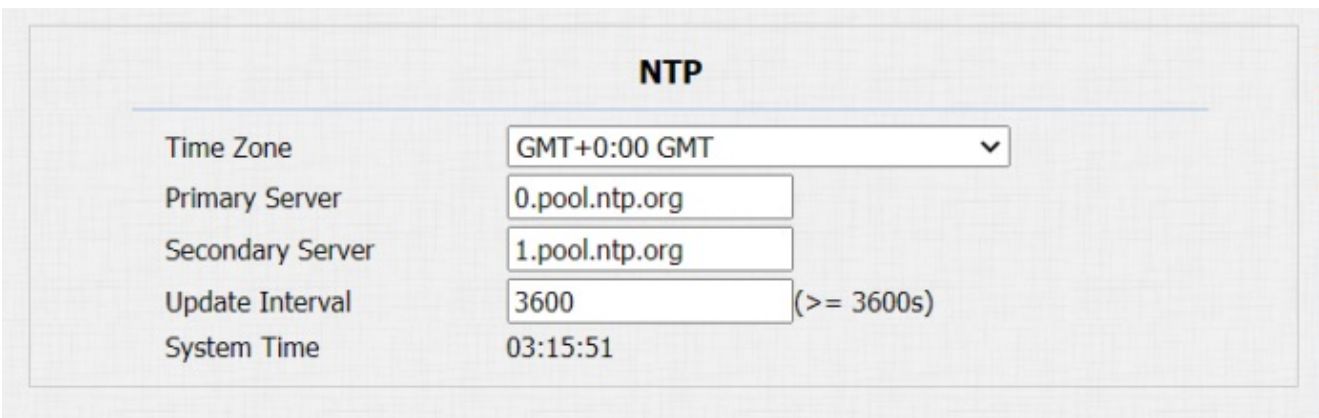 NTP
Time Zone GMT+0:00 GMT
Primary Server 0.pool.ntp.org
Secondary Server 1.pool.ntp.org
Update Interval 3600 (>= 3600s)
System Time 03:15:51